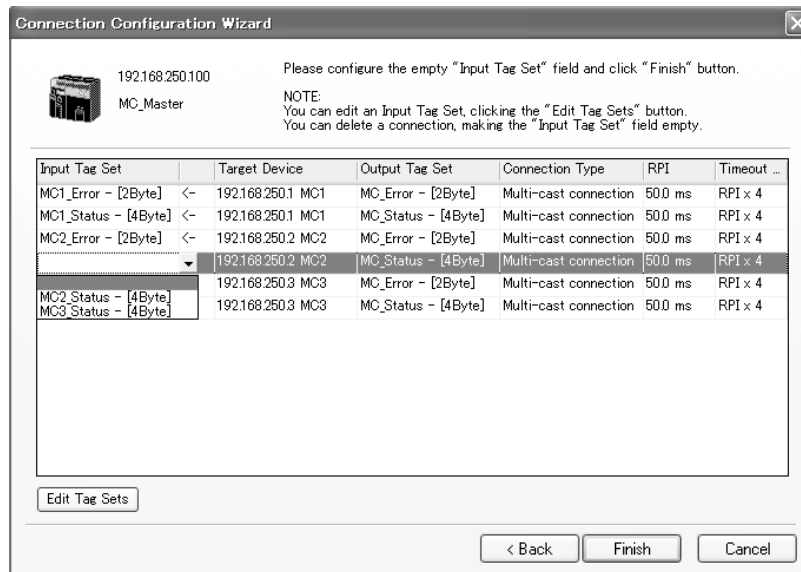 Connection Configuration Wizard
192.168.250.100
MC_Master
Please configure the empty "Input Tag Set" field and click "Finish" button.
NOTE:
You can edit an Input Tag Set, clicking the "Edit Tag Sets" button.
You can delete a connection, making the "Input Tag Set" field empty.
Input Tag Set Target Device Output Tag Set Connection Type RPI Timeout ...
MC1_Error - [2Byte] <- 192.168.250.1 MC1 MC_Error - [2Byte] Multi-cast connection 50.0 ms RPI x 4
MC1_Status - [4Byte] <- 192.168.250.1 MC1 MC_Status - [4Byte] Multi-cast connection 50.0 ms RPI x 4
MC2_Error - [2Byte] <- 192.168.250.2 MC2 MC_Error - [2Byte] Multi-cast connection 50.0 ms RPI x 4
192.168.250.2 MC2 MC_Status - [4Byte] Multi-cast connection 50.0 ms RPI x 4
192.168.250.3 MC3 MC_Error - [2Byte] Multi-cast connection 50.0 ms RPI x 4
MC2_Status - [4Byte]
MC3_Status - [4Byte]
192.168.250.3 MC3 MC_Status - [4Byte] Multi-cast connection 50.0 ms RPI x 4
Edit Tag Sets
< Back Finish Cancel